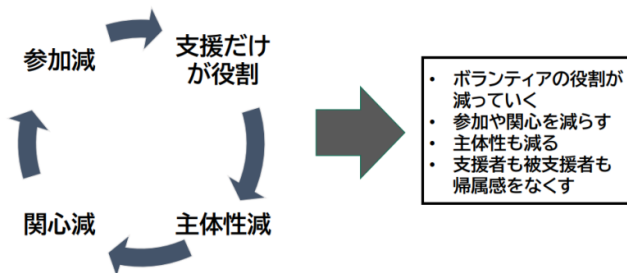 参加減
支援だけ
が役割
関心減
主体性減
• ボランティアの役割が
減っていく
• 参加や関心を減らす
• 主体性も減る
• 支援者も被支援者も
帰属感をなくす